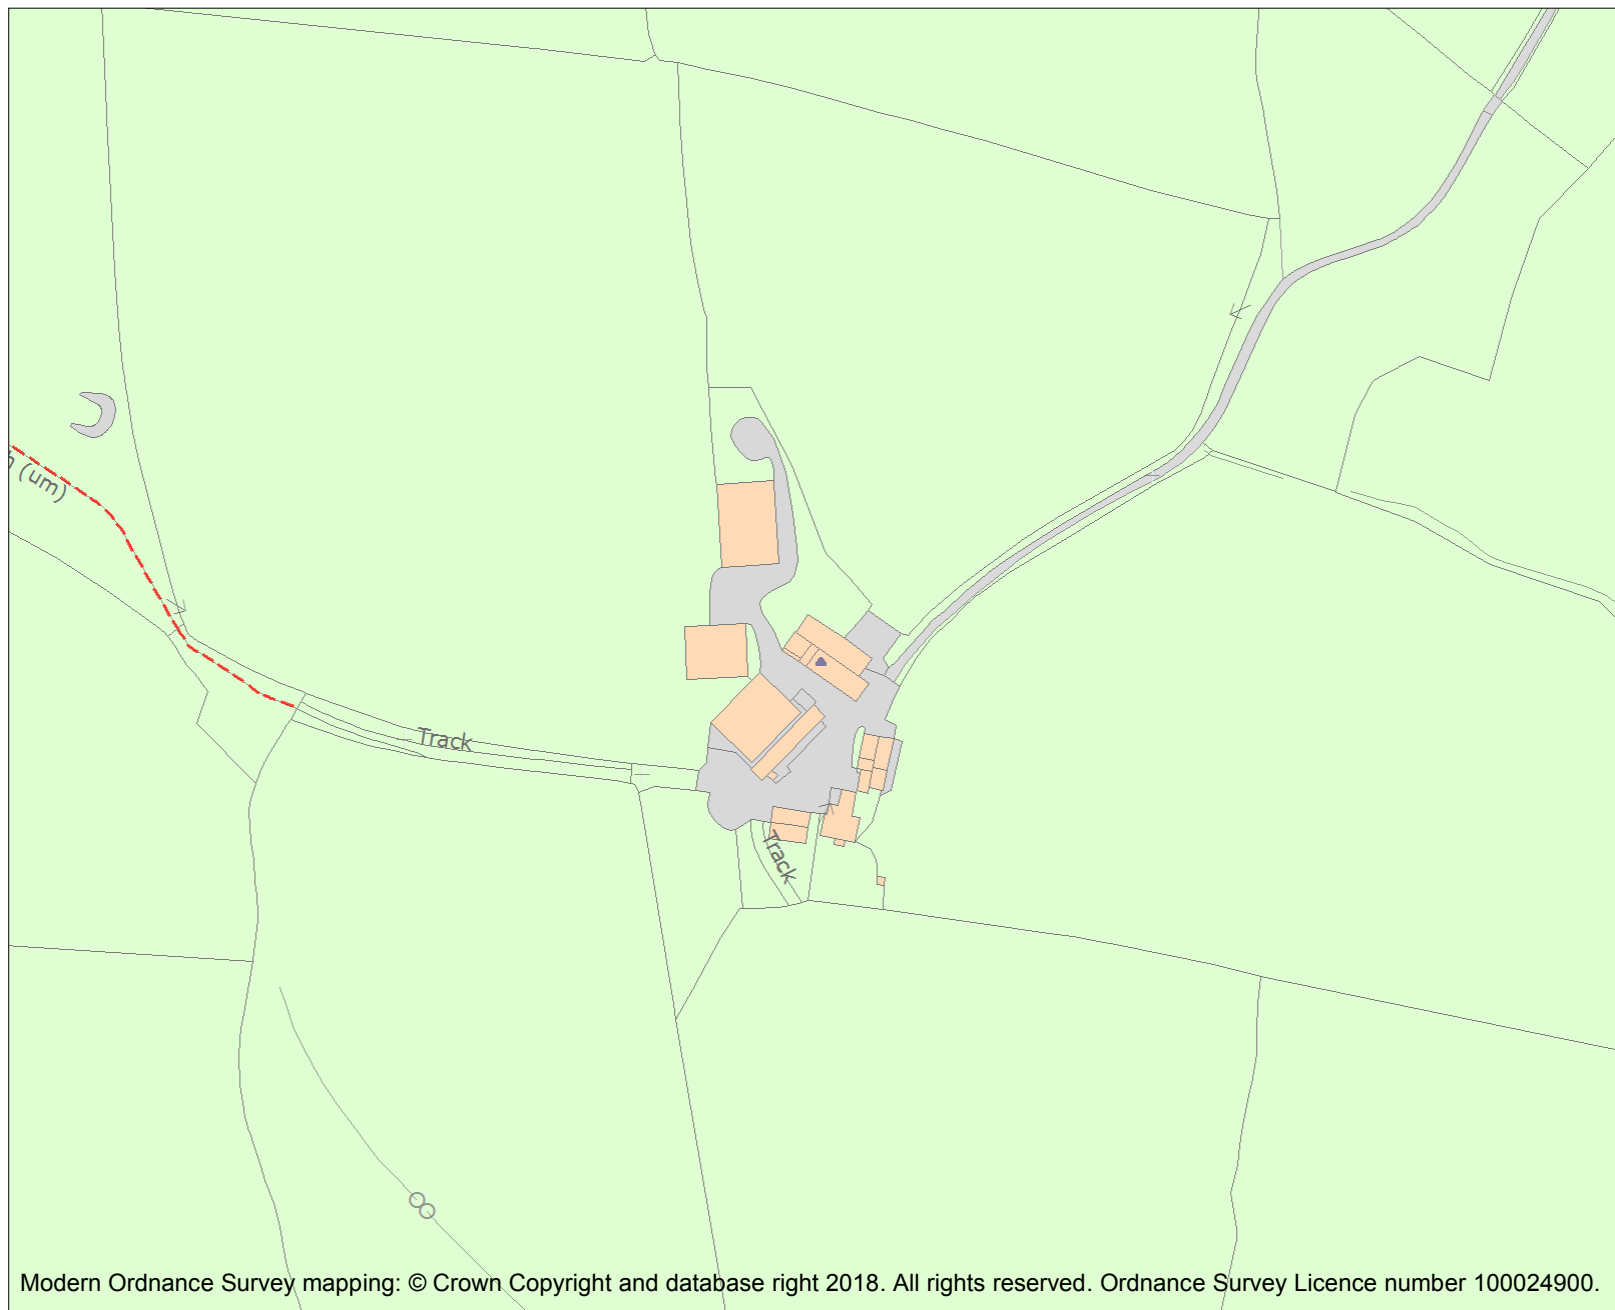 (um)
Track
Track
Modern Ordnance Survey mapping: © Crown Copyright and database right 2018. All rights reserved. Ordnance Survey Licence number 100024900.